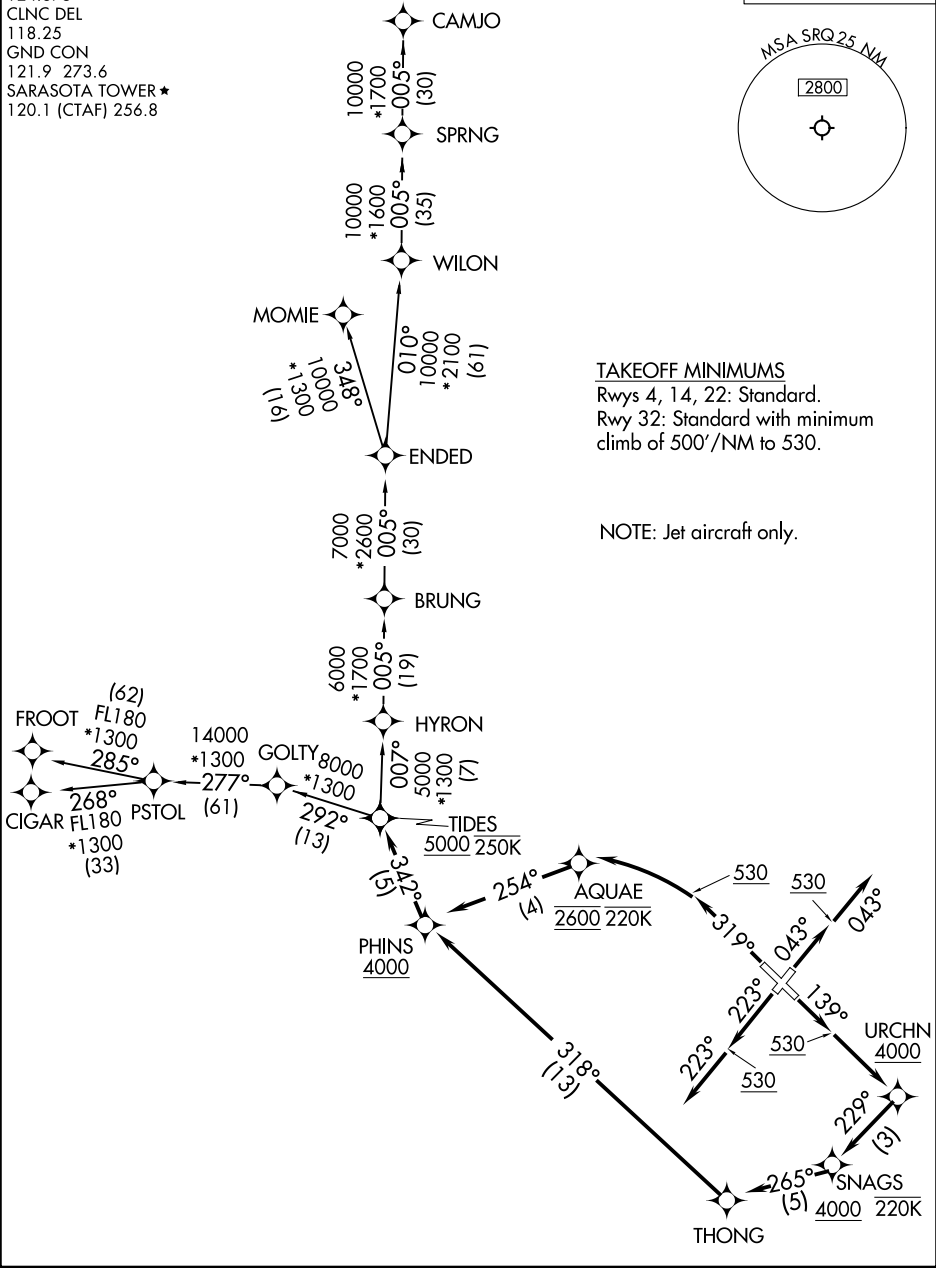 CLNC DEL
118.25
GND CON
121.9 273.6
SARASOTA TOWER★
120.1 (CTAF) 256.8
MSA SRQ 25 NM
2800
CAMJO
10000
*1700
005°
(30)
SPRNG
10000
*1600
005°
(35)
WILON
MOMIE
348°
10000
*1300
(16)
010°
10000
*2100
(61)
TAKEOFF MINIMUMS
Rwys 4, 14, 22: Standard.
Rwy 32: Standard with minimum
climb of 500'/NM to 530.
ENDED
7000
*2600
005°
(30)
NOTE: Jet aircraft only.
BRUNG
6000
*1700
005°
(19)
HYRON
007°
5000
*1300
(7)
FROOT
(62)
FL180
*1300
285°
14000
*1300
277°
(61)
GOLTY
8000
*1300
292°
(13)
CIGAR
268°
FL180
*1300
(33)
PSTOL
TIDES
5000 250K
342°
(5)
254°
(4)
AQUAE
2600 220K
530
530
319°
043°
043°
PHINS
4000
223°
223°
530
139°
530
URCHN
4000
318°
(13)
229°
(3)
SNAGS
4000 220K
265°
(5)
THONG